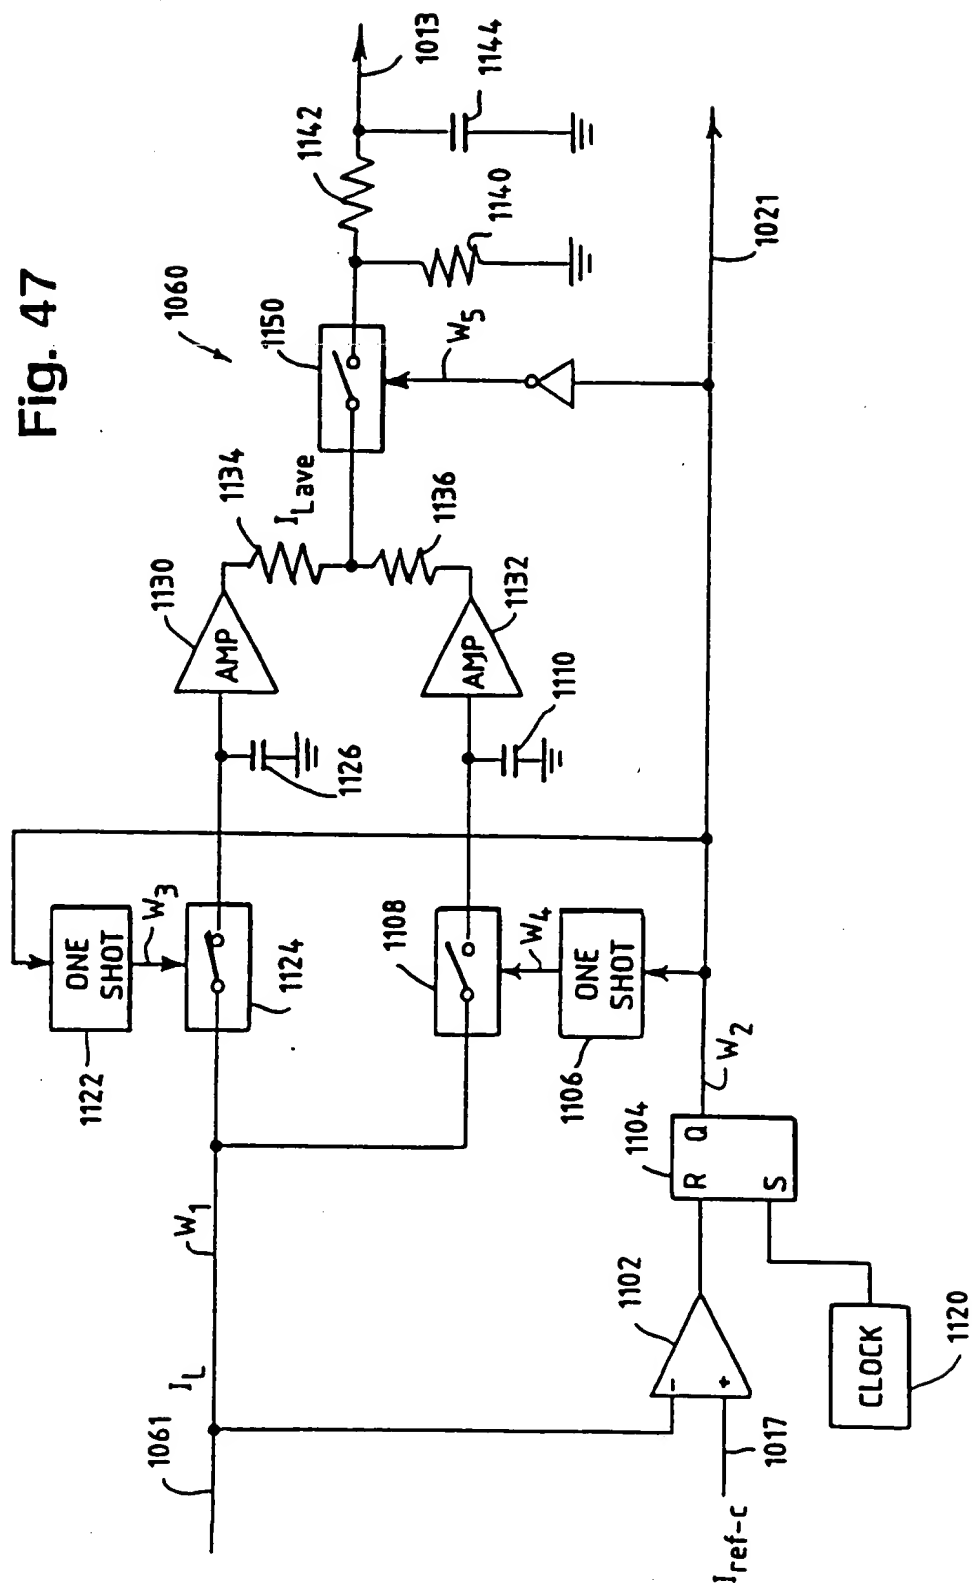 Fig. 47
1060
1013
1144
1142
1140
1150
W5
1021
1134
ILave
1136
1130
AMP
1132
AMP
1126
1110
ONE
SHOT
1122
W3
1124
1108
W4
ONE
SHOT
1106
W2
1104
R Q
S
1061
IL
W1
1102
-
+
1017
Iref-c
CLOCK
1120